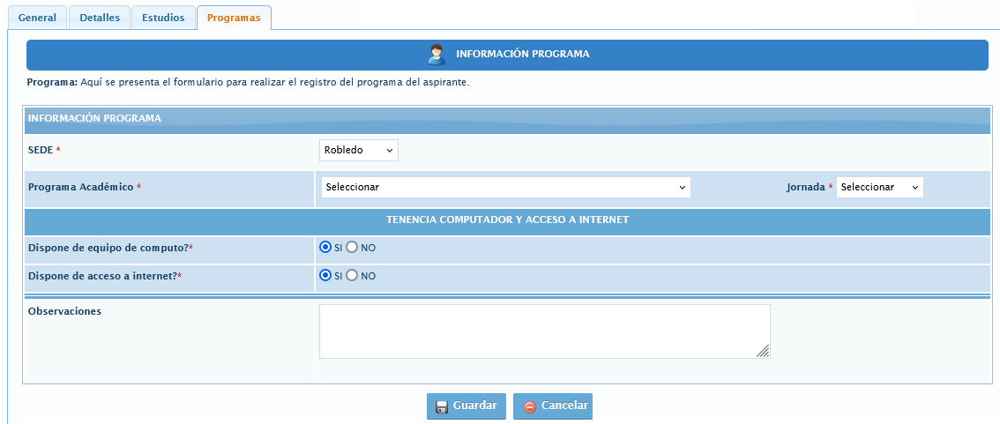 General Detalles Estudios Programas
INFORMACIÓN PROGRAMA
Programa: Aquí se presenta el formulario para realizar el registro del programa del aspirante.
INFORMACIÓN PROGRAMA
SEDE * Robledo
Programa Académico * Seleccionar Jornada * Seleccionar
TENENCIA COMPUTADOR Y ACCESO A INTERNET
Dispone de equipo de computo?* SI NO
Dispone de acceso a internet?* SI NO
Observaciones
Guardar Cancelar